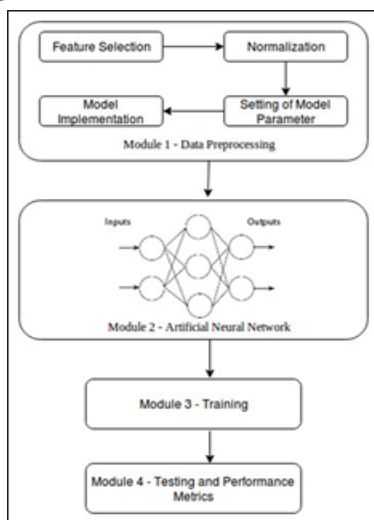 Feature Selection
Normalization
Model
Implementation
Setting of Model
Parameter
Module 1 - Data Preprocessing
Inputs
Outputs
Module 2 - Artificial Neural Network
Module 3 - Training
Module 4 - Testing and Performance
Metrics